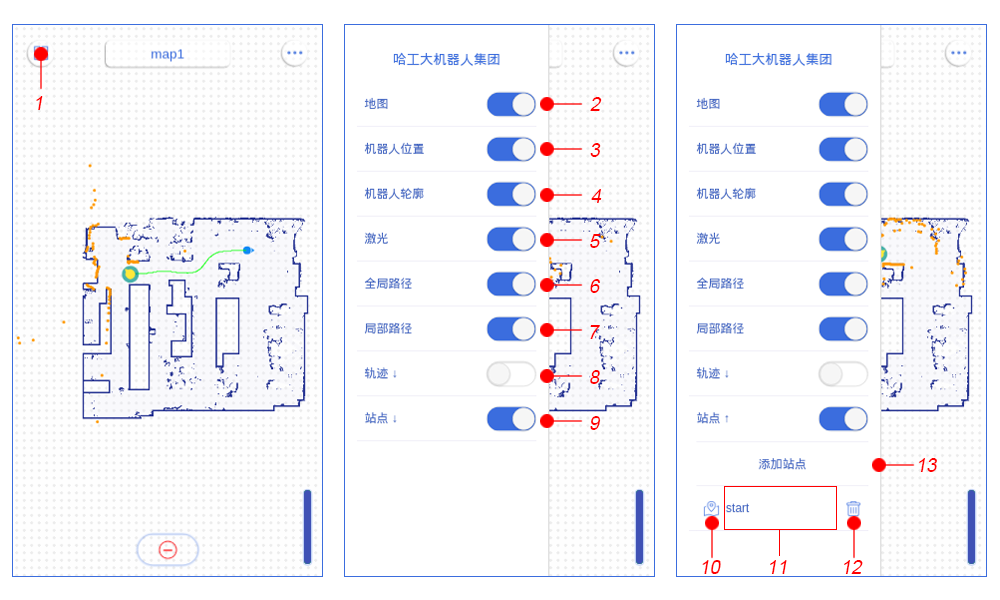 map1
1
哈工大机器人集团
地图
2
机器人位置
3
机器人轮廓
4
激光
5
全局路径
6
局部路径
7
轨迹 ↓
8
站点 ↓
9
哈工大机器人集团
地图
机器人位置
机器人轮廓
激光
全局路径
局部路径
轨迹 ↓
站点 ↑
添加站点
13
start
10
11
12